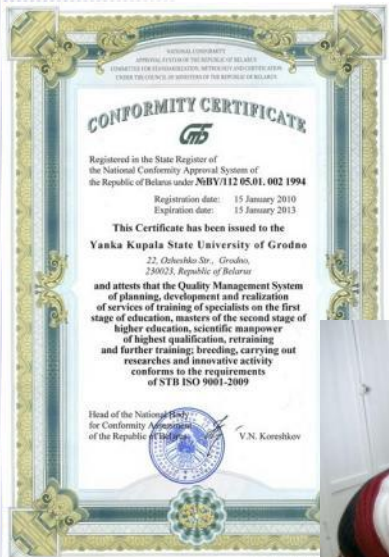 NATIONAL CONFORMITY
APPROVAL SYSTEM OF THE REPUBLIC OF BELARUS
COMMITTEE FOR STANDARDIZATION, METROLOGY AND CERTIFICATION
UNDER THE COUNCIL OF MINISTERS OF THE REPUBLIC OF BELARUS
CONFORMITY CERTIFICATE
Registered in the State Register of
the National Conformity Approval System of
the Republic of Belarus under №BY/112 05.01. 002 1994
Registration date: 15 January 2010
Expiration date: 15 January 2013
This Certificate has been issued to the
Yanka Kupala State University of Grodno
22, Ozheshko Str., Grodno,
230023, Republic of Belarus
and attests that the Quality Management System
of planning, development and realization
of services of training of specialists on the first
stage of education, masters of the second stage of
higher education, scientific manpower
of highest qualification, retraining
and further training; breeding, carrying out
researches and innovative activity
conforms to the requirements
of STB ISO 9001-2009
Head of the National Body
for Conformity Assessment
of the Republic of Belarus V.N. Koreshkov